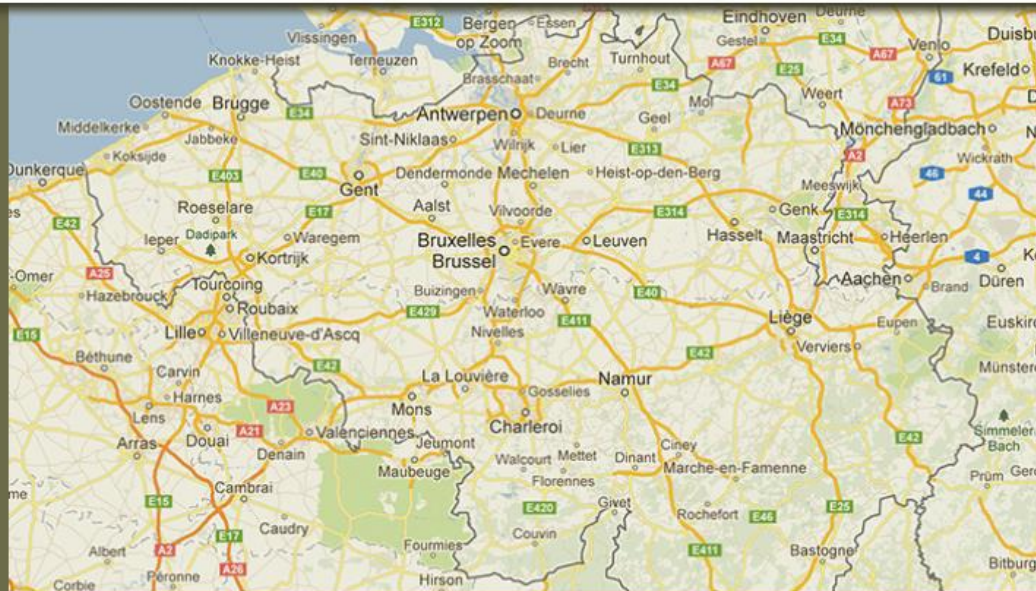 E312
Bergen
op Zoom
Essen
Eindhoven
Deurne
Vlissingen
Gestel
E34
A67
Venlo
Duisbu
Knokke-Heist
Terneuzen
Brecht
Turnhout
A67
E25
Krefeld
Brasschaat
E34
Weert
61
Oostende
Brugge
E34
Antwerpen
Deurne
Mol
A73
Middelkerke
Jabbeke
Sint-Niklaas
Geel
Mönchengladbach
Koksijde
Wilrijk
Lier
E313
A2
Wickrath
Dunkerque
E403
E40
Gent
Dendermonde
Mechelen
Heist-op-den-Berg
Meeswijk
46
44
E42
Roeselare
E17
Aalst
Vilvoorde
E314
Genk
E314
Ieper
Dadipark
Waregem
Bruxelles
Brussel
Evere
Leuven
Hasselt
Maastricht
Heerlen
Kortrijk
4
-Omer
A25
Tourcoing
Aachen
Brand
Düren
Hazebrouck
Roubaix
Buizingen
Wavre
E40
Waterloo
E15
Lille
Villeneuve-d'Ascq
E429
Nivelles
E411
Liège
Eupen
Euskir
Béthune
E42
E42
Verviers
Carvin
La Louvière
Gosselies
Namur
Münstere
Harnes
Lens
A23
Mons
Charleroi
A21
Simmeler
Bach
Arras
Douai
Denain
Valenciennes
Jeumont
Maubeuge
Walcourt
Mettet
Dinant
Ciney
Marche-en-Famenne
E42
Florennes
Prüm
Gero
E15
Cambrai
E420
Givet
Rochefort
E46
E25
Caudry
E17
Couvin
Albert
A2
Fourmies
E411
Bastogne
Corbie
Péronne
A26
Hirson
Bitburg